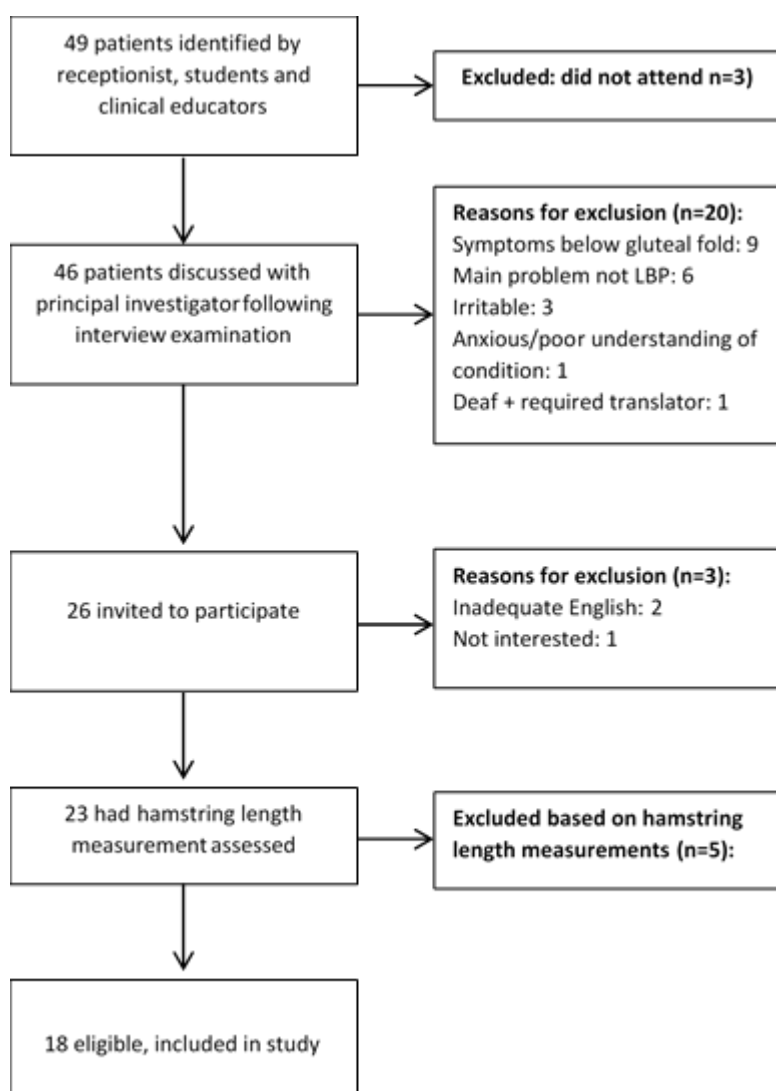 49 patients identified by
receptionist, students and
clinical educators
Excluded: did not attend n=3)
46 patients discussed with
principal investigator following
interview examination
Reasons for exclusion (n=20):
Symptoms below gluteal fold: 9
Main problem not LBP: 6
Irritable: 3
Anxious/poor understanding of
condition: 1
Deaf + required translator: 1
26 invited to participate
Reasons for exclusion (n=3):
Inadequate English: 2
Not interested: 1
23 had hamstring length
measurement assessed
Excluded based on hamstring
length measurements (n=5):
18 eligible, included in study